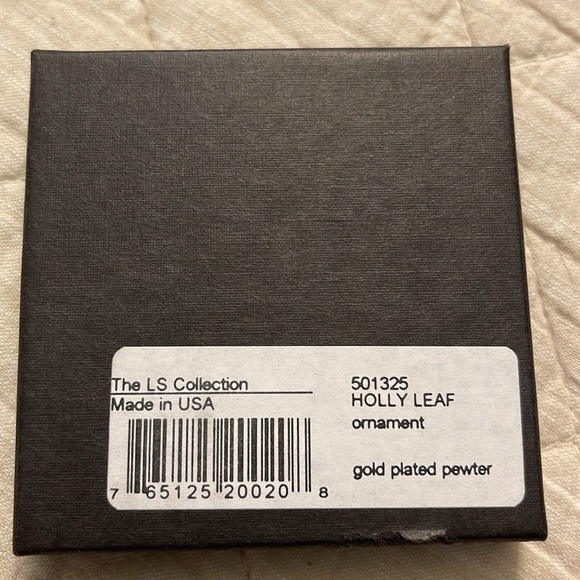 The LS Collection
Made in USA
7 65125 20020 8
501325
HOLLY LEAF
ornament
gold plated pewter